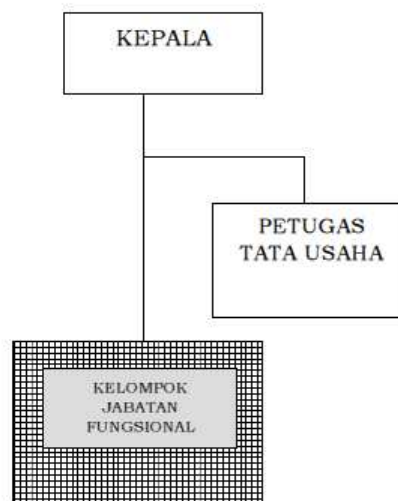 KEPALA
PETUGAS
TATA USAHA
KELOMPOK
JABATAN
FUNGSIONAL